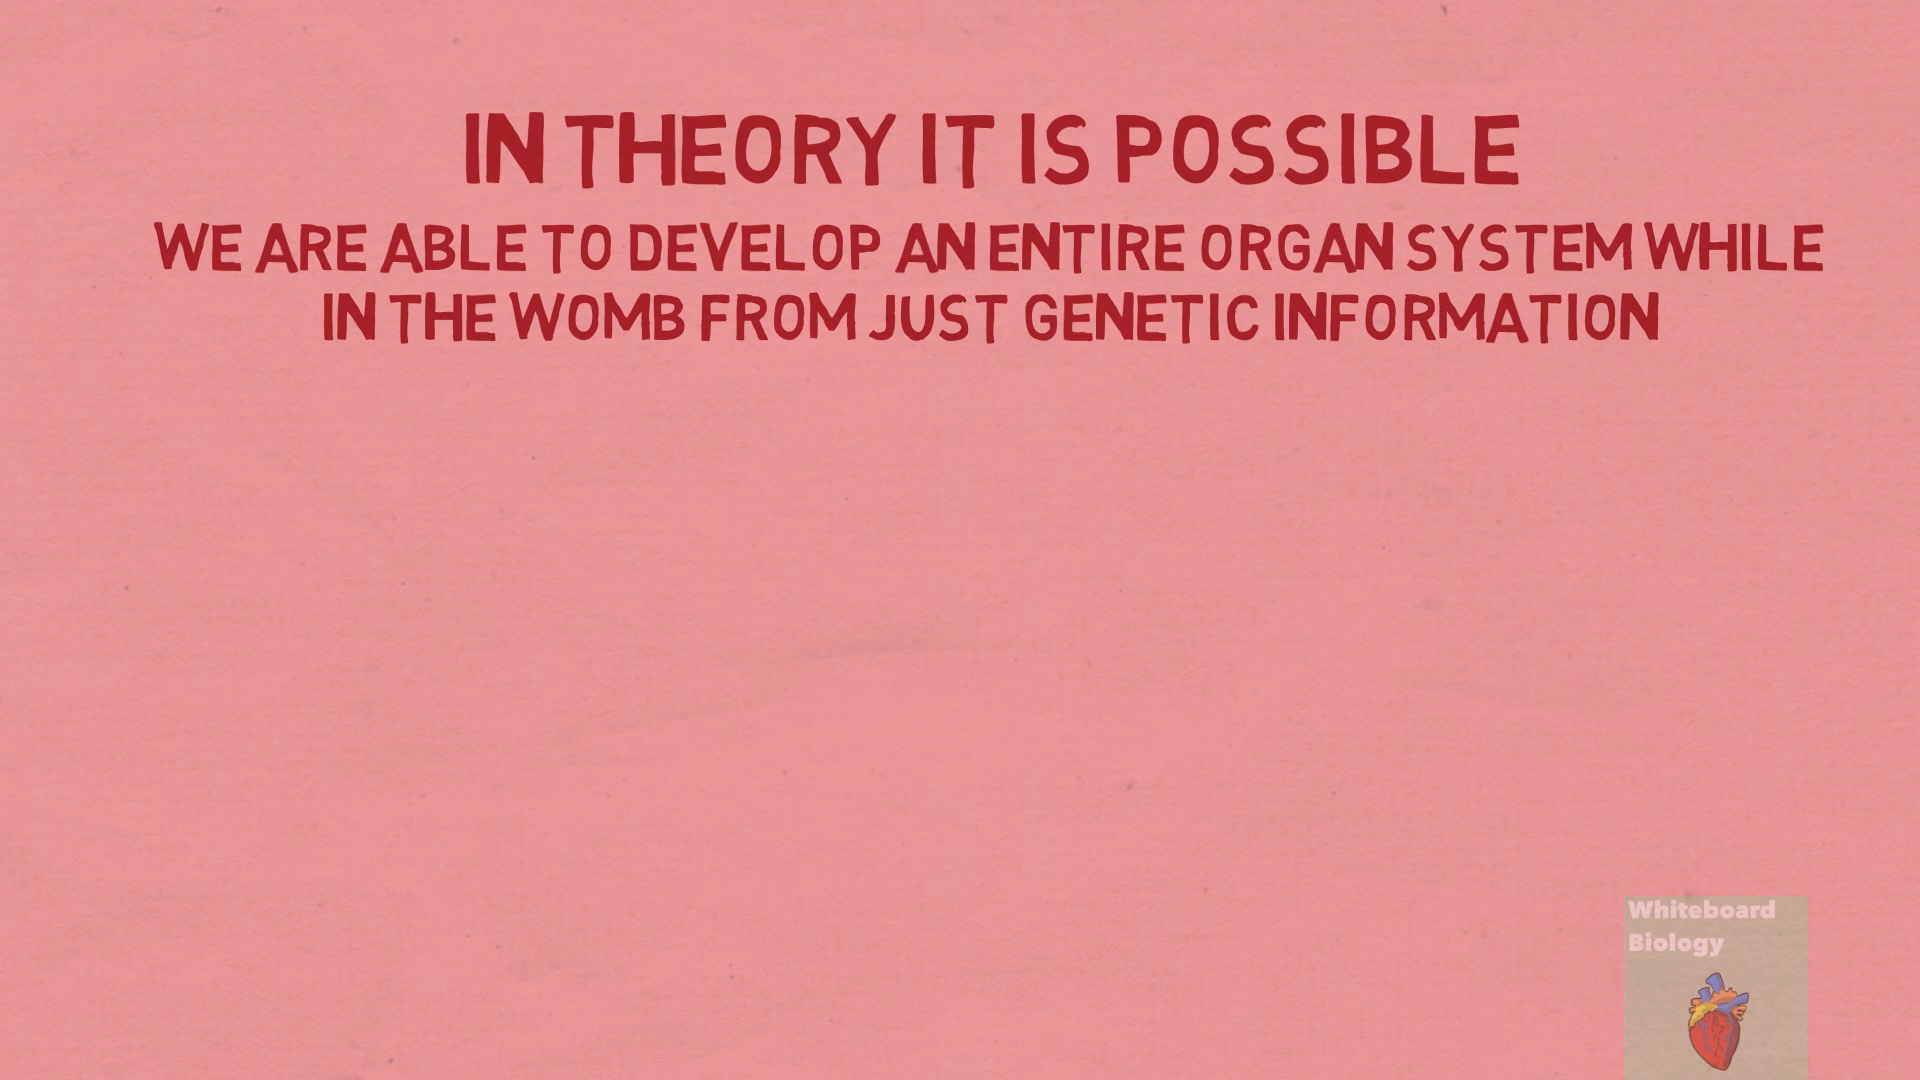 IN THEORY IT IS POSSIBLE
WE ARE ABLE TO DEVELOP AN ENTIRE ORGAN SYSTEM WHILE
IN THE WOMB FROM JUST GENETIC INFORMATION
Whiteboard
Biology